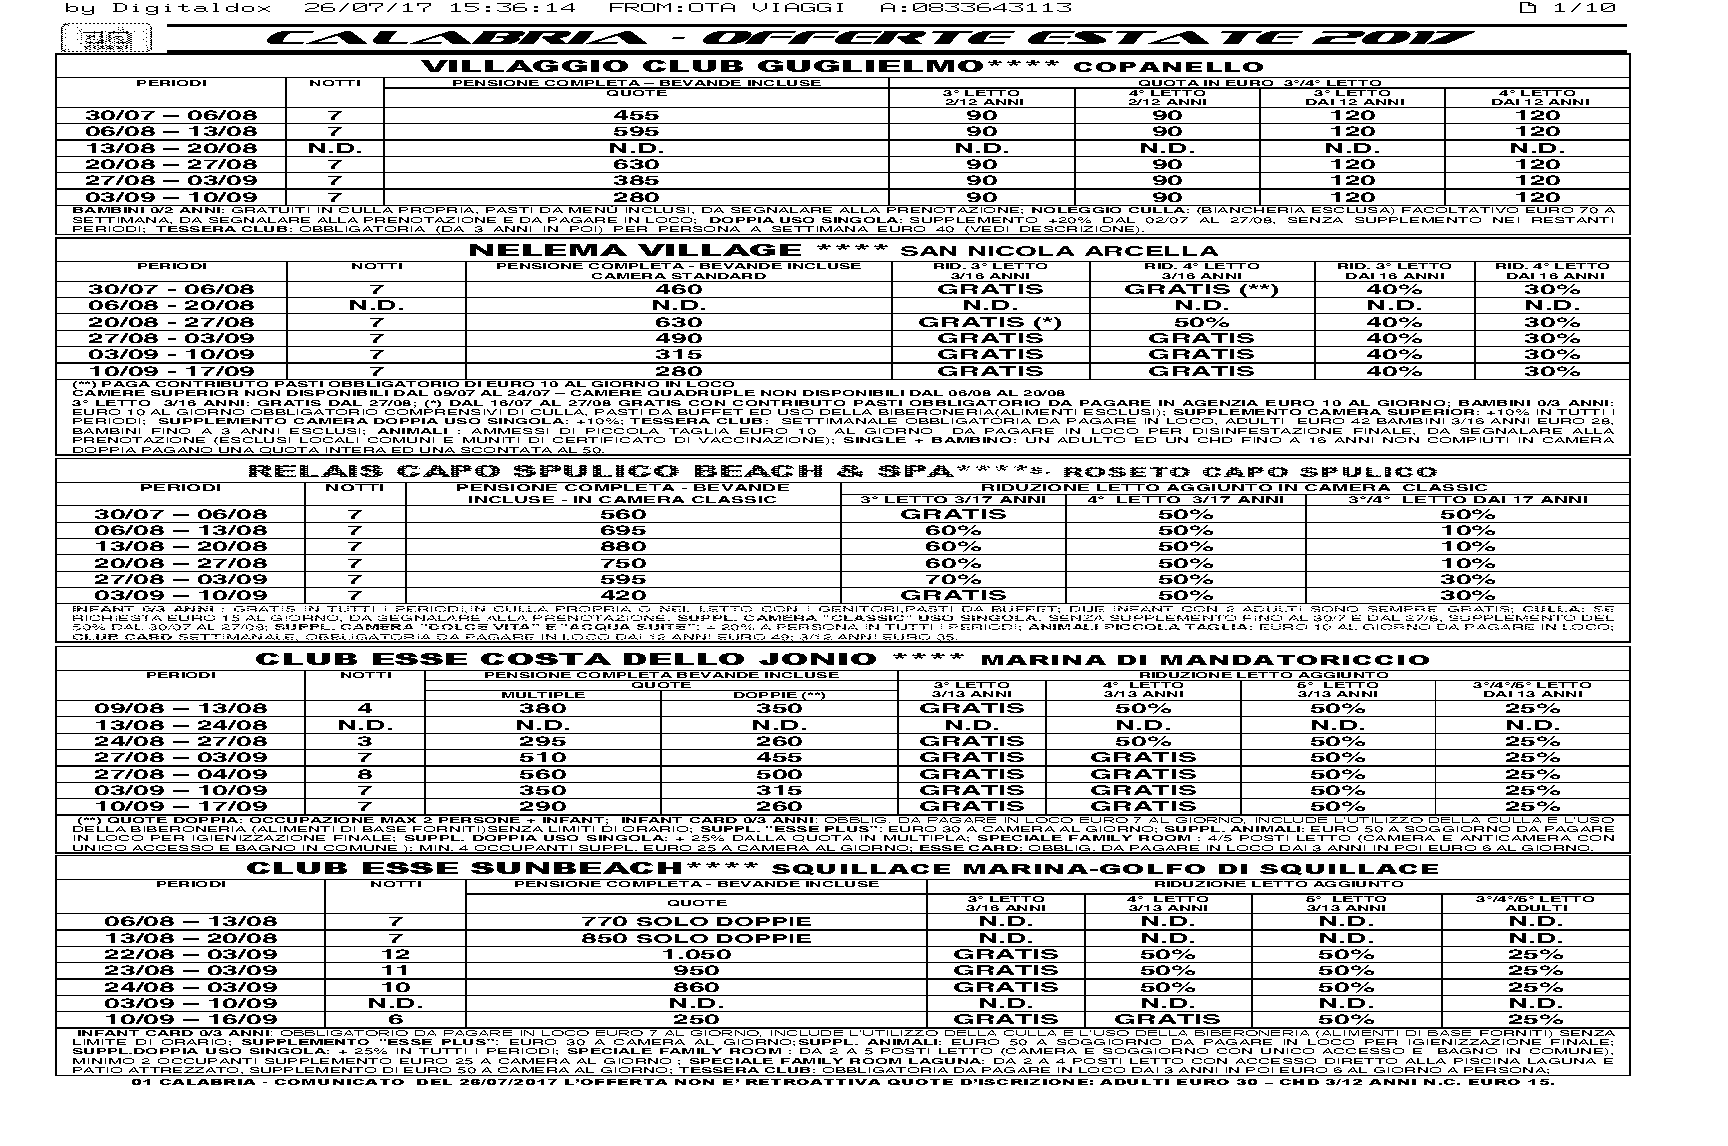 by Digitaldox 26/07/17 15:36:14 FROM:OTA VIAGGI A:0833643113 1/10
CALABRIA - OFFERTE ESTATE 2017
VILLAGGIO CLUB GUGLIELMO**** COPANELLO
PERIODI NOTTI PENSIONE COMPLETA – BEVANDE INCLUSE QUOTA IN EURO 3°/4° LETTO
QUOTE 3° LETTO 2/12 ANNI 4° LETTO 2/12 ANNI 3° LETTO DAI 12 ANNI 4° LETTO DAI 12 ANNI
30/07 – 06/08 7 455 90 90 120 120
06/08 – 13/08 7 595 90 90 120 120
13/08 – 20/08 N.D. N.D. N.D. N.D. N.D. N.D.
20/08 – 27/08 7 630 90 90 120 120
27/08 – 03/09 7 385 90 90 120 120
03/09 – 10/09 7 280 90 90 120 120
BAMBINI 0/2 ANNI: GRATUITI IN CULLA PROPRIA, PASTI DA MENÙ INCLUSI, DA SEGNALARE ALLA PRENOTAZIONE; NOLEGGIO CULLA: (BIANCHERIA ESCLUSA) FACOLTATIVO EURO 70 A
SETTIMANA, DA SEGNALARE ALLA PRENOTAZIONE E DA PAGARE IN LOCO; DOPPIA USO SINGOLA: SUPPLEMENTO +20% DAL 02/07 AL 27/08, SENZA SUPPLEMENTO NEI RESTANTI
PERIODI; TESSERA CLUB: OBBLIGATORIA (DA 3 ANNI IN POI) PER PERSONA A SETTIMANA EURO 40 (VEDI DESCRIZIONE).
NELEMA VILLAGE **** SAN NICOLA ARCELLA
PERIODI NOTTI PENSIONE COMPLETA - BEVANDE INCLUSE RID. 3° LETTO RID. 4° LETTO RID. 3° LETTO RID. 4° LETTO
CAMERA STANDARD 3/16 ANNI 3/16 ANNI DAI 16 ANNI DAI 16 ANNI
30/07 - 06/08 7 460 GRATIS GRATIS (**) 40% 30%
06/08 - 20/08 N.D. N.D. N.D. N.D. N.D. N.D.
20/08 - 27/08 7 630 GRATIS (*) 50% 40% 30%
27/08 - 03/09 7 490 GRATIS GRATIS 40% 30%
03/09 - 10/09 7 315 GRATIS GRATIS 40% 30%
10/09 - 17/09 7 280 GRATIS GRATIS 40% 30%
(**) PAGA CONTRIBUTO PASTI OBBLIGATORIO DI EURO 10 AL GIORNO IN LOCO
CAMERE SUPERIOR NON DISPONIBILI DAL 09/07 AL 24/07 – CAMERE QUADRUPLE NON DISPONIBILI DAL 06/08 AL 20/08
3° LETTO 3/16 ANNI: GRATIS DAL 27/08; (*) DAL 16/07 AL 27/08 GRATIS CON CONTRIBUTO PASTI OBBLIGATORIO DA PAGARE IN AGENZIA EURO 10 AL GIORNO; BAMBINI 0/3 ANNI:
EURO 10 AL GIORNO OBBLIGATORIO COMPRENSIVI DI CULLA, PASTI DA BUFFET ED USO DELLA BIBERONERIA(ALIMENTI ESCLUSI); SUPPLEMENTO CAMERA SUPERIOR: +10% IN TUTTI I
PERIODI; SUPPLEMENTO CAMERA DOPPIA USO SINGOLA: +10%; TESSERA CLUB: SETTIMANALE OBBLIGATORIA DA PAGARE IN LOCO, ADULTI EURO 42 BAMBINI 3/16 ANNI EURO 28,
BAMBINI FINO A 3 ANNI ESCLUSI; ANIMALI : AMMESSI DI PICCOLA TAGLIA EURO 10 AL GIORNO DA PAGARE IN LOCO PER DISINFESTAZIONE FINALE, DA SEGNALARE ALLA
PRENOTAZIONE (ESCLUSI LOCALI COMUNI E MUNITI DI CERTIFICATO DI VACCINAZIONE); SINGLE + BAMBINO: UN ADULTO ED UN CHD FINO A 16 ANNI NON COMPIUTI IN CAMERA
DOPPIA PAGANO UNA QUOTA INTERA ED UNA SCONTATA AL 50.
RELAIS CAPO SPULICO BEACH & SPA****s- ROSETO CAPO SPULICO
PERIODI NOTTI PENSIONE COMPLETA - BEVANDE RIDUZIONE LETTO AGGIUNTO IN CAMERA CLASSIC
INCLUSE - IN CAMERA CLASSIC 3° LETTO 3/17 ANNI 4° LETTO 3/17 ANNI 3°/4° LETTO DAI 17 ANNI
30/07 – 06/08 7 560 GRATIS 50% 50%
06/08 – 13/08 7 695 60% 50% 10%
13/08 – 20/08 7 880 60% 50% 10%
20/08 – 27/08 7 750 60% 50% 10%
27/08 – 03/09 7 595 70% 50% 30%
03/09 – 10/09 7 420 GRATIS 50% 30%
INFANT 0/3 ANNI : GRATIS IN TUTTI I PERIODI,IN CULLA PROPRIA O NEL LETTO CON I GENITORI,PASTI DA BUFFET; DUE INFANT CON 2 ADULTI SONO SEMPRE GRATIS; CULLA: SE
RICHIESTA EURO 15 AL GIORNO, DA SEGNALARE ALLA PRENOTAZIONE. SUPPL. CAMERA "CLASSIC" USO SINGOLA. SENZA SUPPLEMENTO FINO AL 30/7 E DAL 27/8, SUPPLEMENTO DEL
50% DAL 30/07 AL 27/08; SUPPL. CAMERA "DOLCE VITA" E "ACQUA SUITE": + 20% A PERSONA IN TUTTI I PERIODI; ANIMALI PICCOLA TAGLIA: EURO 10 AL GIORNO DA PAGARE IN LOCO;
CLUB CARD SETTIMANALE, OBBLIGATORIA DA PAGARE IN LOCO DAI 12 ANNI EURO 49; 3/12 ANNI EURO 35.
CLUB ESSE COSTA DELLO JONIO **** MARINA DI MANDATORICCIO
PERIODI NOTTI PENSIONE COMPLETA BEVANDE INCLUSE RIDUZIONE LETTO AGGIUNTO
QUOTE 3° LETTO 4° LETTO 5° LETTO 3°/4°/5° LETTO
MULTIPLE DOPPIE (**) 3/13 ANNI 3/13 ANNI 3/13 ANNI DAI 13 ANNI
09/08 – 13/08 4 380 350 GRATIS 50% 50% 25%
13/08 – 24/08 N.D. N.D. N.D. N.D. N.D. N.D. N.D.
24/08 – 27/08 3 295 260 GRATIS 50% 50% 25%
27/08 – 03/09 7 510 455 GRATIS GRATIS 50% 25%
27/08 – 04/09 8 560 500 GRATIS GRATIS 50% 25%
03/09 – 10/09 7 350 315 GRATIS GRATIS 50% 25%
10/09 – 17/09 7 290 260 GRATIS GRATIS 50% 25%
(**) QUOTE DOPPIA: OCCUPAZIONE MAX 2 PERSONE + INFANT; INFANT CARD 0/3 ANNI: OBBLIG. DA PAGARE IN LOCO EURO 7 AL GIORNO, INCLUDE L'UTILIZZO DELLA CULLA E L'USO
DELLA BIBERONERIA (ALIMENTI DI BASE FORNITI)SENZA LIMITI DI ORARIO; SUPPL. "ESSE PLUS": EURO 30 A CAMERA AL GIORNO; SUPPL. ANIMALI: EURO 50 A SOGGIORNO DA PAGARE
IN LOCO PER IGIENIZZAZIONE FINALE; SUPPL. DOPPIA USO SINGOLA: + 25% DALLA QUOTA IN MULTIPLA; SPECIALE FAMILY ROOM : 4/5 POSTI LETTO (CAMERA E ANTICAMERA CON
UNICO ACCESSO E BAGNO IN COMUNE ): MIN. 4 OCCUPANTI SUPPL. EURO 25 A CAMERA AL GIORNO; ESSE CARD: OBBLIG. DA PAGARE IN LOCO DAI 3 ANNI IN POI EURO 6 AL GIORNO.
CLUB ESSE SUNBEACH**** SQUILLACE MARINA-GOLFO DI SQUILLACE
PERIODI NOTTI PENSIONE COMPLETA - BEVANDE INCLUSE RIDUZIONE LETTO AGGIUNTO
QUOTE 3° LETTO 3/16 ANNI 4° LETTO 3/13 ANNI 5° LETTO 3/13 ANNI 3°/4°/5° LETTO ADULTI
06/08 – 13/08 7 770 SOLO DOPPIE N.D. N.D. N.D. N.D.
13/08 – 20/08 7 850 SOLO DOPPIE N.D. N.D. N.D. N.D.
22/08 – 03/09 12 1.050 GRATIS 50% 50% 25%
23/08 – 03/09 11 950 GRATIS 50% 50% 25%
24/08 – 03/09 10 860 GRATIS 50% 50% 25%
03/09 – 10/09 N.D. N.D. N.D. N.D. N.D. N.D.
10/09 – 16/09 6 250 GRATIS GRATIS 50% 25%
INFANT CARD 0/3 ANNI: OBBLIGATORIO DA PAGARE IN LOCO EURO 7 AL GIORNO, INCLUDE L'UTILIZZO DELLA CULLA E L'USO DELLA BIBERONERIA (ALIMENTI DI BASE FORNITI) SENZA
LIMITE DI ORARIO; SUPPLEMENTO "ESSE PLUS": EURO 30 A CAMERA AL GIORNO;SUPPL. ANIMALI: EURO 50 A SOGGIORNO DA PAGARE IN LOCO PER IGIENIZZAZIONE FINALE;
SUPPL.DOPPIA USO SINGOLA: + 25% IN TUTTI I PERIODI; SPECIALE FAMILY ROOM : DA 2 A 5 POSTI LETTO (CAMERA E SOGGIORNO CON UNICO ACCESSO E BAGNO IN COMUNE),
MINIMO 2 OCCUPANTI SUPPLEMENTO EURO 25 A CAMERA AL GIORNO ; SPECIALE FAMILY ROOM LAGUNA: DA 2 A 4 POSTI LETTO CON ACCESSO DIRETTO ALLA PISCINA LAGUNA E
PATIO ATTREZZATO, SUPPLEMENTO DI EURO 50 A CAMERA AL GIORNO; TESSERA CLUB: OBBLIGATORIA DA PAGARE IN LOCO DAI 3 ANNI IN POI EURO 6 AL GIORNO A PERSONA;
01 CALABRIA - COMUNICATO DEL 26/07/2017 L'OFFERTA NON E' RETROATTIVA QUOTE D'ISCRIZIONE: ADULTI EURO 30 – CHD 3/12 ANNI N.C. EURO 15.